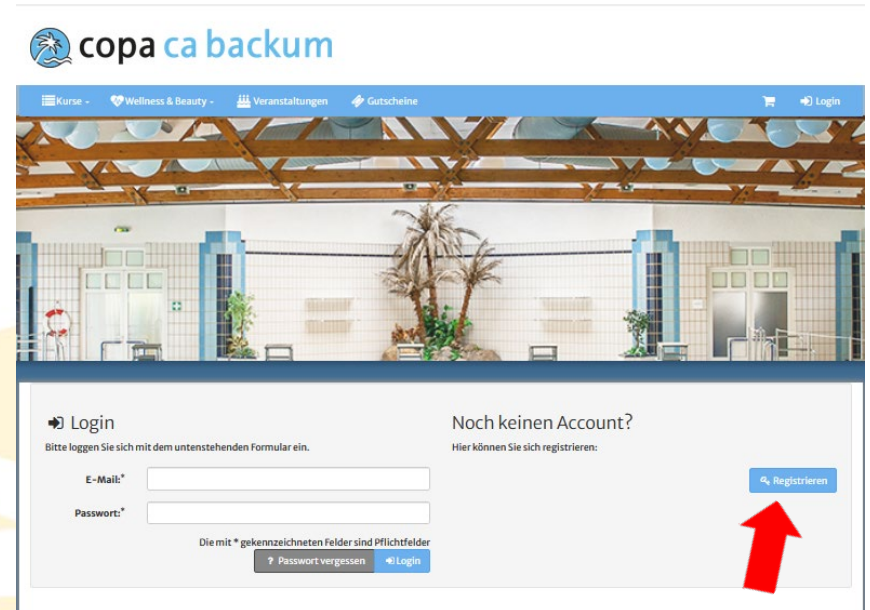 copa ca backum
Kurse Wellness & Beauty Veranstaltungen Gutscheine Login
Login
Bitte loggen Sie sich mit dem untenstehenden Formular ein.
E-Mail:*
Passwort:*
Die mit * gekennzeichneten Felder sind Pflichtfelder
? Passwort vergessen Login
Noch keinen Account?
Hier können Sie sich registrieren:
Registrieren